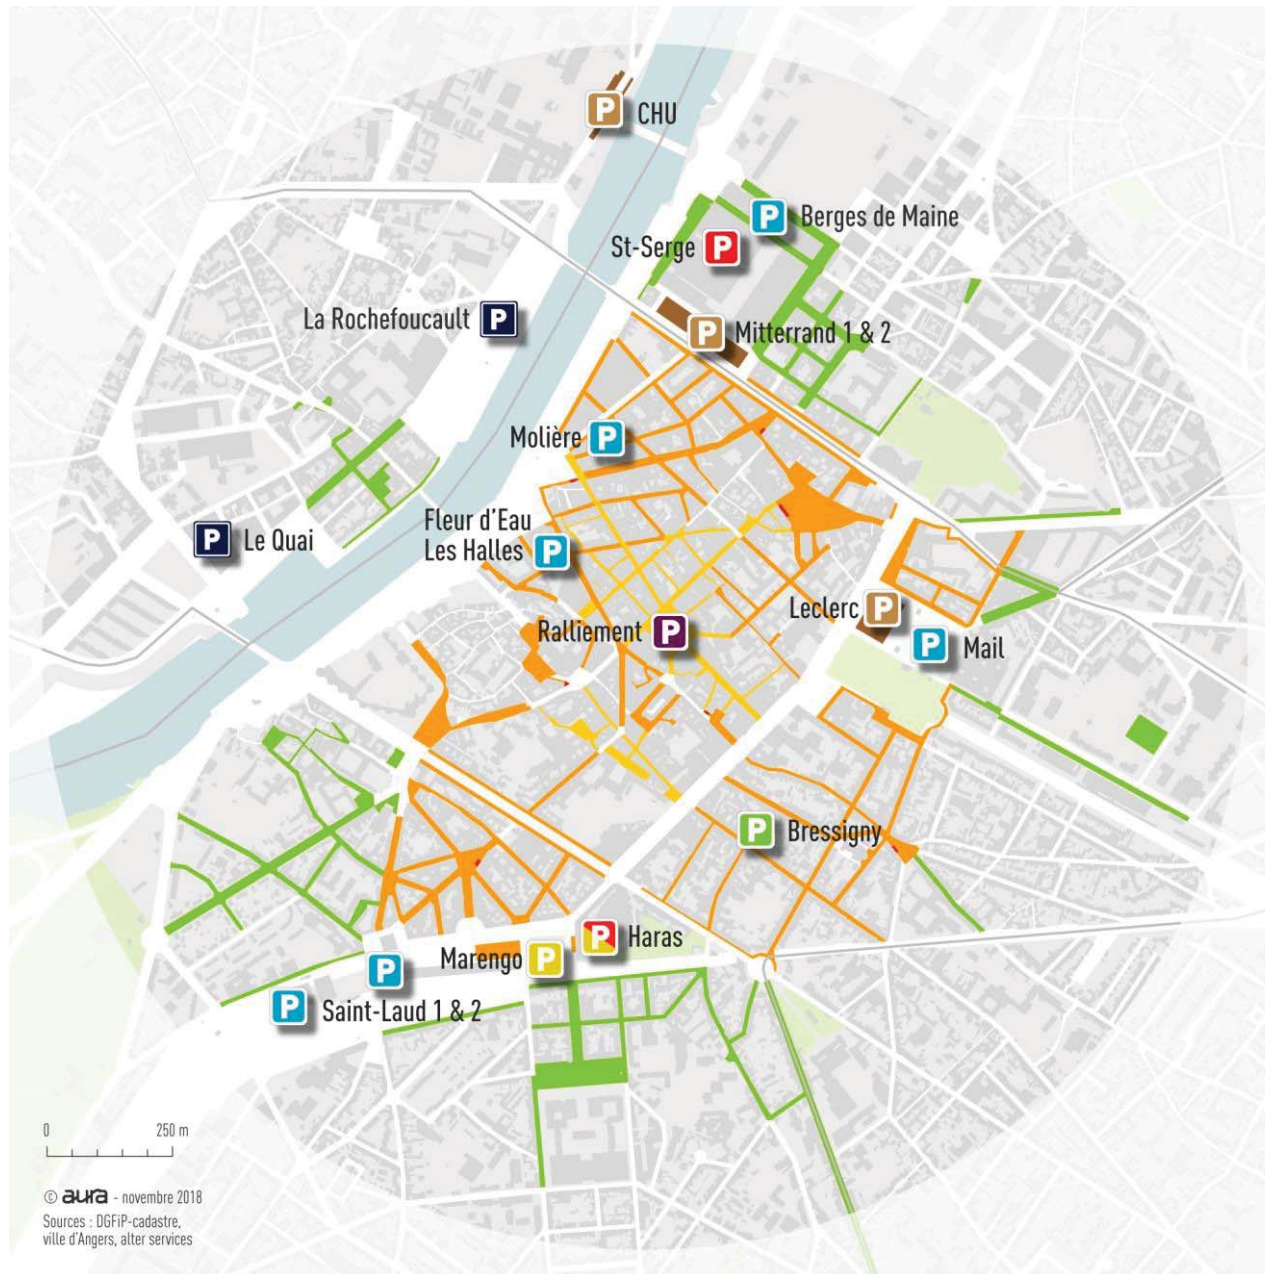 P CHU
P Berges de Maine
St-Serge P
La Rochefoucault P
P Mitterrand 1 & 2
Molière P
Fleur d'Eau
Les Halles P
P Le Quai
Leclerc P
Ralliement P
P Mail
P Bressigny
P Haras
Marengo P
P
P Saint-Laud 1 & 2
0 250 m
© aura - novembre 2018
Sources : DGFiP-cadastre,
ville d'Angers, alter services